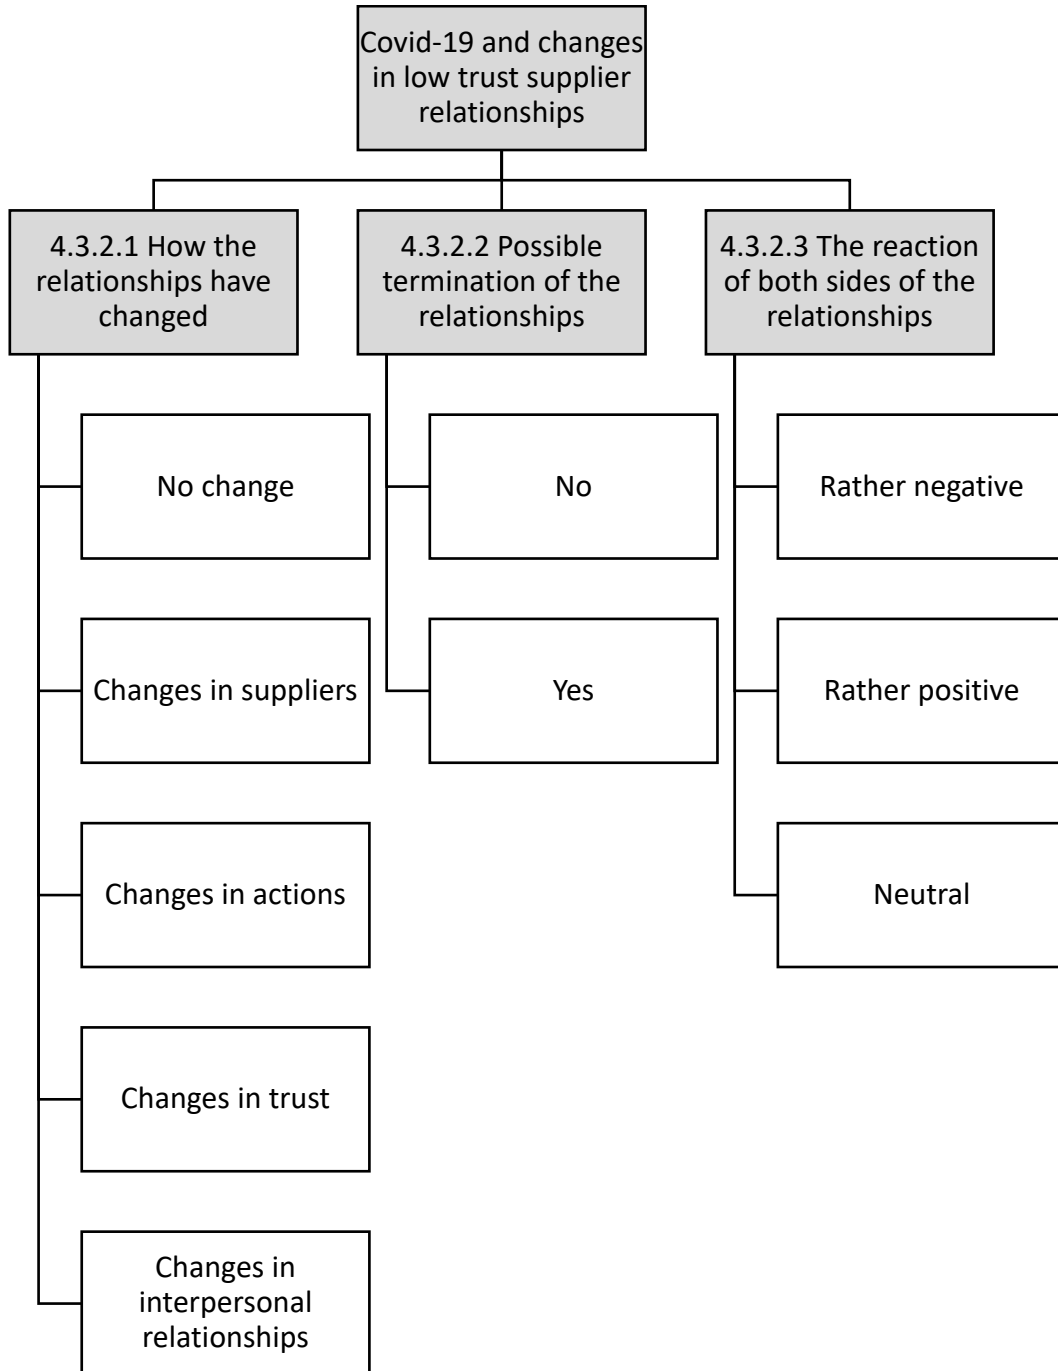 Covid-19 and changes
in low trust supplier
relationships
4.3.2.1 How the
relationships have
changed
4.3.2.2 Possible
termination of the
relationships
4.3.2.3 The reaction
of both sides of the
relationships
No change
No
Rather negative
Changes in suppliers
Yes
Rather positive
Changes in actions
Neutral
Changes in trust
Changes in
interpersonal
relationships